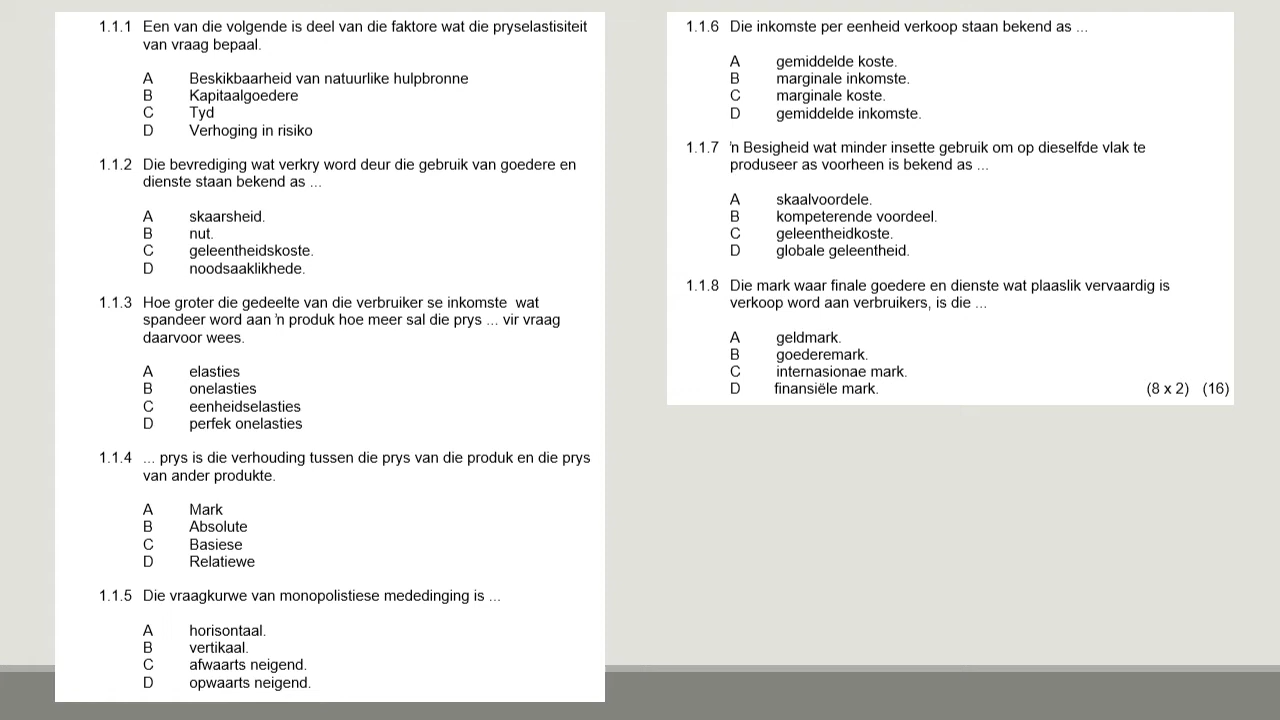 1.1.1 Een van die volgende is deel van die faktore wat die pryselastisiteit
van vraag bepaal.
A Beskikbaarheid van natuurlike hulpbronne
B Kapitaalgoedere
C Tyd
D Verhoging in risiko
1.1.2 Die bevrediging wat verkry word deur die gebruik van goedere en
dienste staan bekend as ...
A skaarsheid.
B nut.
C geleentheidskoste.
D noodsaaklikhede.
1.1.3 Hoe groter die gedeelte van die verbruiker se inkomste wat
spandeer word aan 'n produk hoe meer sal die prys ... vir vraag
daarvoor wees.
A elasties
B onelasties
C eenheidselasties
D perfek onelasties
1.1.4 ... prys is die verhouding tussen die prys van die produk en die prys
van ander produkte.
A Mark
B Absolute
C Basiese
D Relatiewe
1.1.5 Die vraagkurwe van monopolistiese mededinging is ...
A horisontaal.
B vertikaal.
C afwaarts neigend.
D opwaarts neigend.
1.1.6 Die inkomste per eenheid verkoop staan bekend as ...
A gemiddelde koste.
B marginale inkomste.
C marginale koste.
D gemiddelde inkomste.
1.1.7 'n Besigheid wat minder insette gebruik om op dieselfde vlak te
produseer as voorheen is bekend as ...
A skaalvoordele.
B kompeterende voordeel.
C geleentheidkoste.
D globale geleentheid.
1.1.8 Die mark waar finale goedere en dienste wat plaaslik vervaardig is
verkoop word aan verbruikers, is die ...
A geldmark.
B goederemark.
C internasionae mark.
D finansiële mark. (8 x 2) (16)